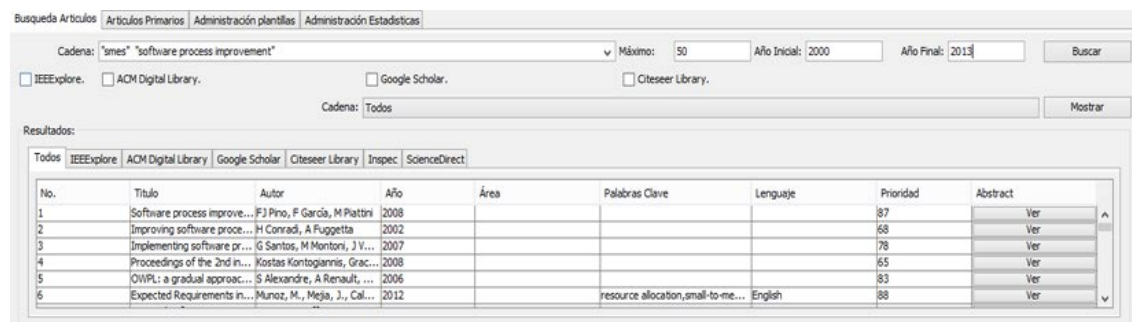 Busqueda Articulos Articulos Primarios Administración plantillas Administración Estadisticas
Cadena: "smes" "software process improvement" Máximo: 50 Año Inicial: 2000 Año Final: 2013 Buscar
IEEExplore. ACM Digital Library. Google Scholar. Citeseer Library.
Cadena: Todos Mostrar
Resultados:
Todos IEEExplore ACM Digital Library Google Scholar Citeseer Library Inspec ScienceDirect
No. Titulo Autor Año Área Palabras Clave Lenguaje Prioridad Abstract
1 Software process improve... FJ Pino, F García, M Piattini 2008 87 Ver
2 Improving software proce... H Conradi, A Fuggetta 2002 68 Ver
3 Implementing software pr... G Santos, M Montoni, J V... 2007 78 Ver
4 Proceedings of the 2nd in... Kostas Kontogiannis, Grac... 2008 65 Ver
5 OWPL: a gradual approac... S Alexandre, A Renault, ... 2006 83 Ver
6 Expected Requirements in... Munoz, M., Mejia, J., Cal... 2012 resource allocation,small-to-me... English 88 Ver